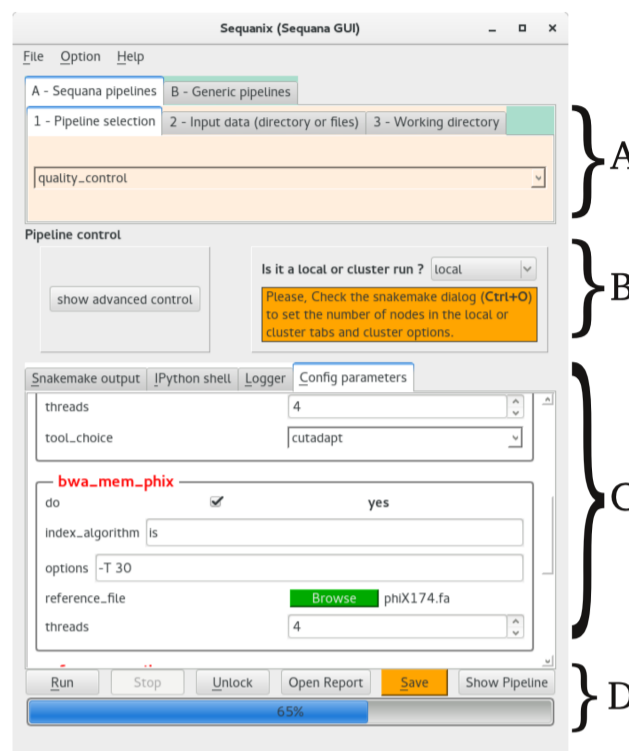 Sequanix (Sequana GUI)
File Option Help
A - Sequana pipelines B - Generic pipelines
1 - Pipeline selection 2 - Input data (directory or files) 3 - Working directory
A
quality_control
Pipeline control
Is it a local or cluster run ? local
B
show advanced control
Please, Check the snakemake dialog (Ctrl+O)
to set the number of nodes in the local or
cluster tabs and cluster options.
Snakemake output IPython shell Logger Config parameters
threads 4
tool_choice cutadapt
bwa_mem_phix
do yes
C
index_algorithm is
options -T 30
reference_file Browse phiX174.fa
threads 4
Run Stop Unlock Open Report Save Show Pipeline
D
65%